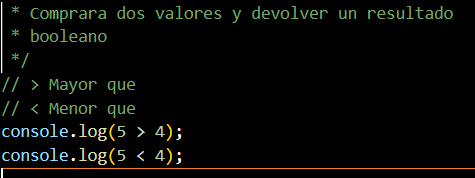 * Comprara dos valores y devolver un resultado
* booleano
*/
// > Mayor que
// < Menor que
console.log(5 > 4);
console.log(5 < 4);